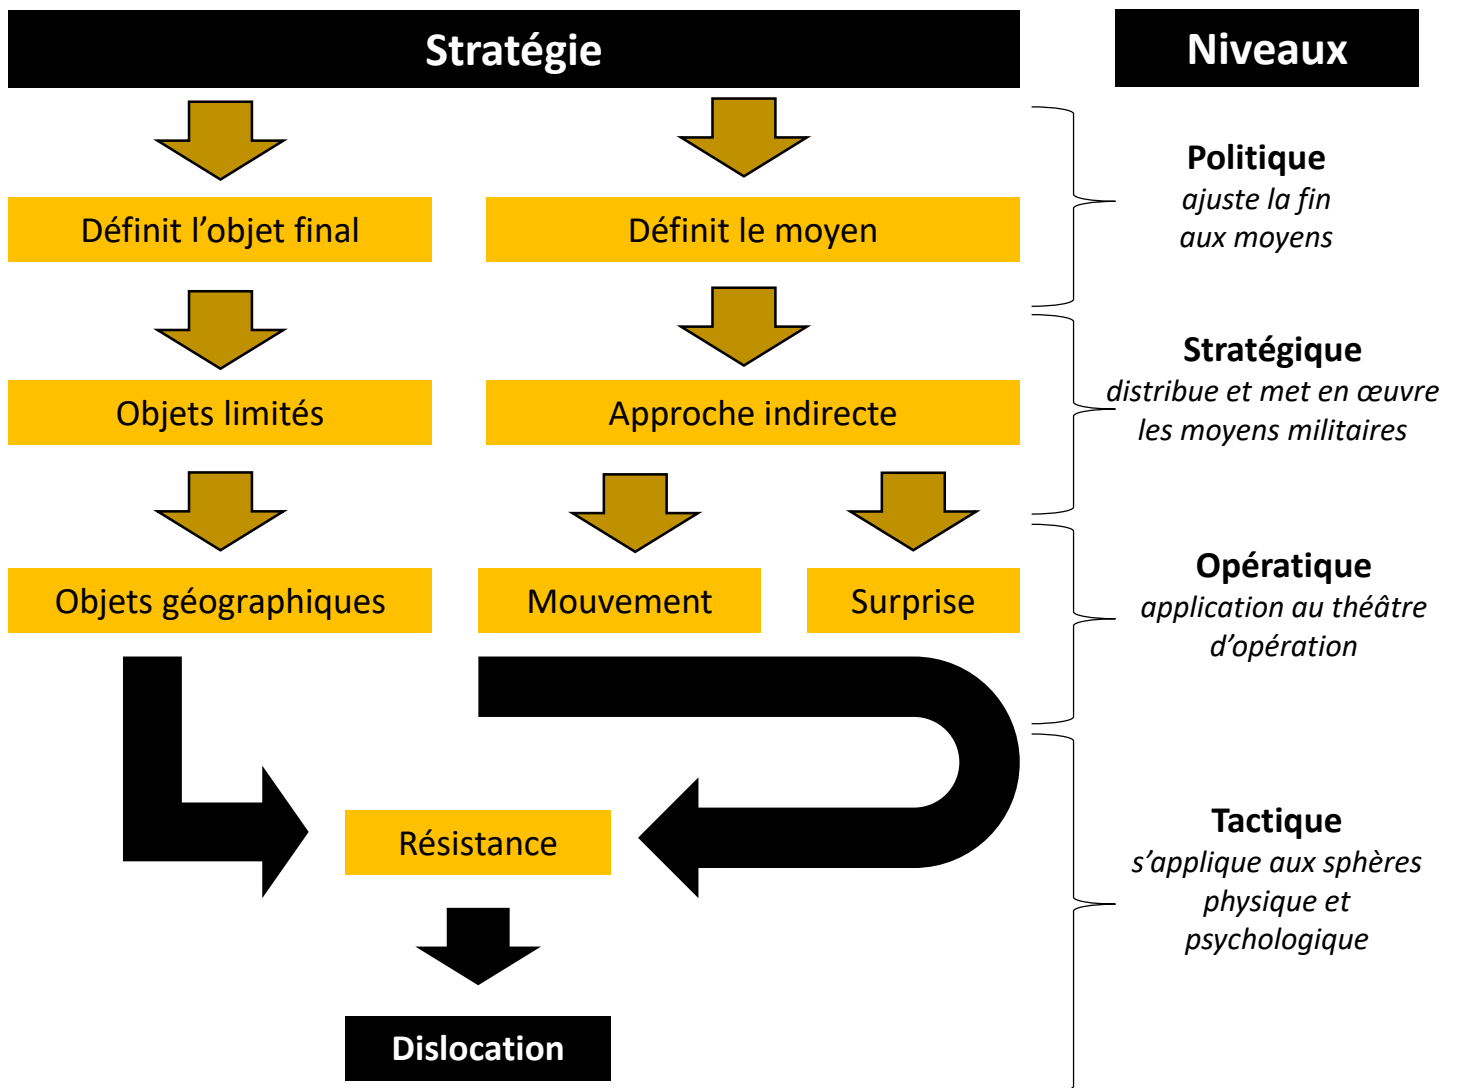 Stratégie
Niveaux
Politique
ajuste la fin
aux moyens
Définit l’objet final
Définit le moyen
Stratégique
distribue et met en œuvre
les moyens militaires
Objets limités
Approche indirecte
Opératique
application au théâtre
d’opération
Objets géographiques
Mouvement
Surprise
Tactique
s’applique aux sphères
physique et
psychologique
Résistance
Dislocation